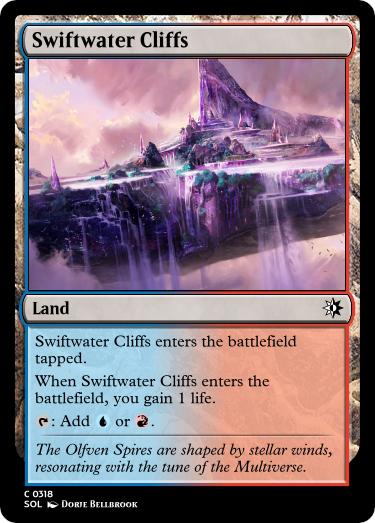 Swiftwater Cliffs
Land
Swiftwater Cliffs enters the battlefield
tapped.
When Swiftwater Cliffs enters the
battlefield, you gain 1 life.
: Add or .
The Olfven Spires are shaped by stellar winds,
resonating with the tune of the Multiverse.
C 0318
SOL Dorje Bellbrook